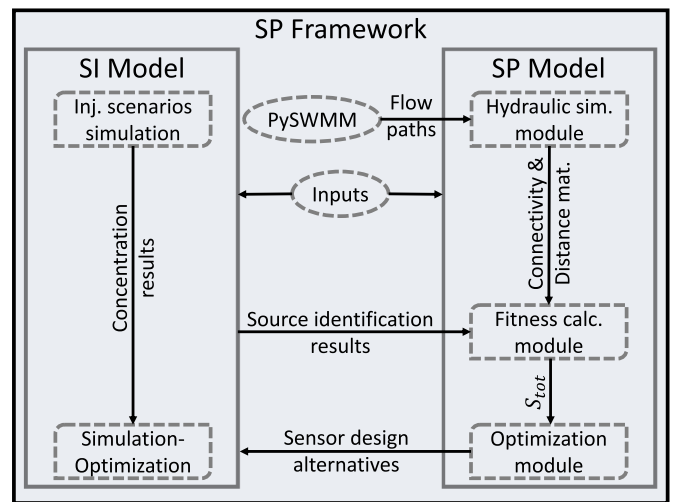 SP Framework
SI Model
Inj. scenarios
simulation
Concentration
results
Simulation-
Optimization
PySWMM
Flow
paths
Inputs
Source identification
results
Sensor design
alternatives
SP Model
Hydraulic sim.
module
Connectivity &
Distance mat.
Fitness calc.
module
S_tot
Optimization
module